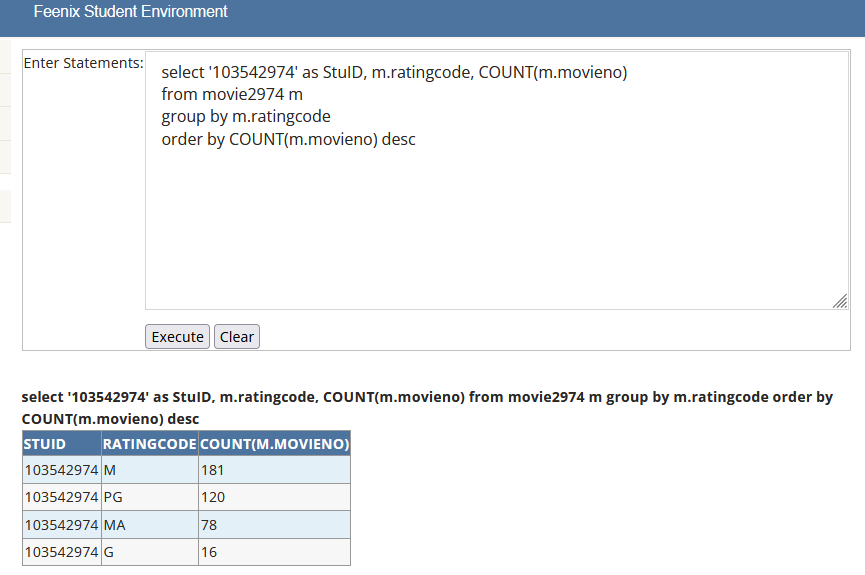 Feenix Student Environment
Enter Statements:
select '103542974' as StuID, m.ratingcode, COUNT(m.movieno)
from movie2974 m
group by m.ratingcode
order by COUNT(m.movieno) desc
Execute Clear
select '103542974' as StuID, m.ratingcode, COUNT(m.movieno) from movie2974 m group by m.ratingcode order by
COUNT(m.movieno) desc
STUID RATINGCODE COUNT(M.MOVIENO)
103542974 M 181
103542974 PG 120
103542974 MA 78
103542974 G 16